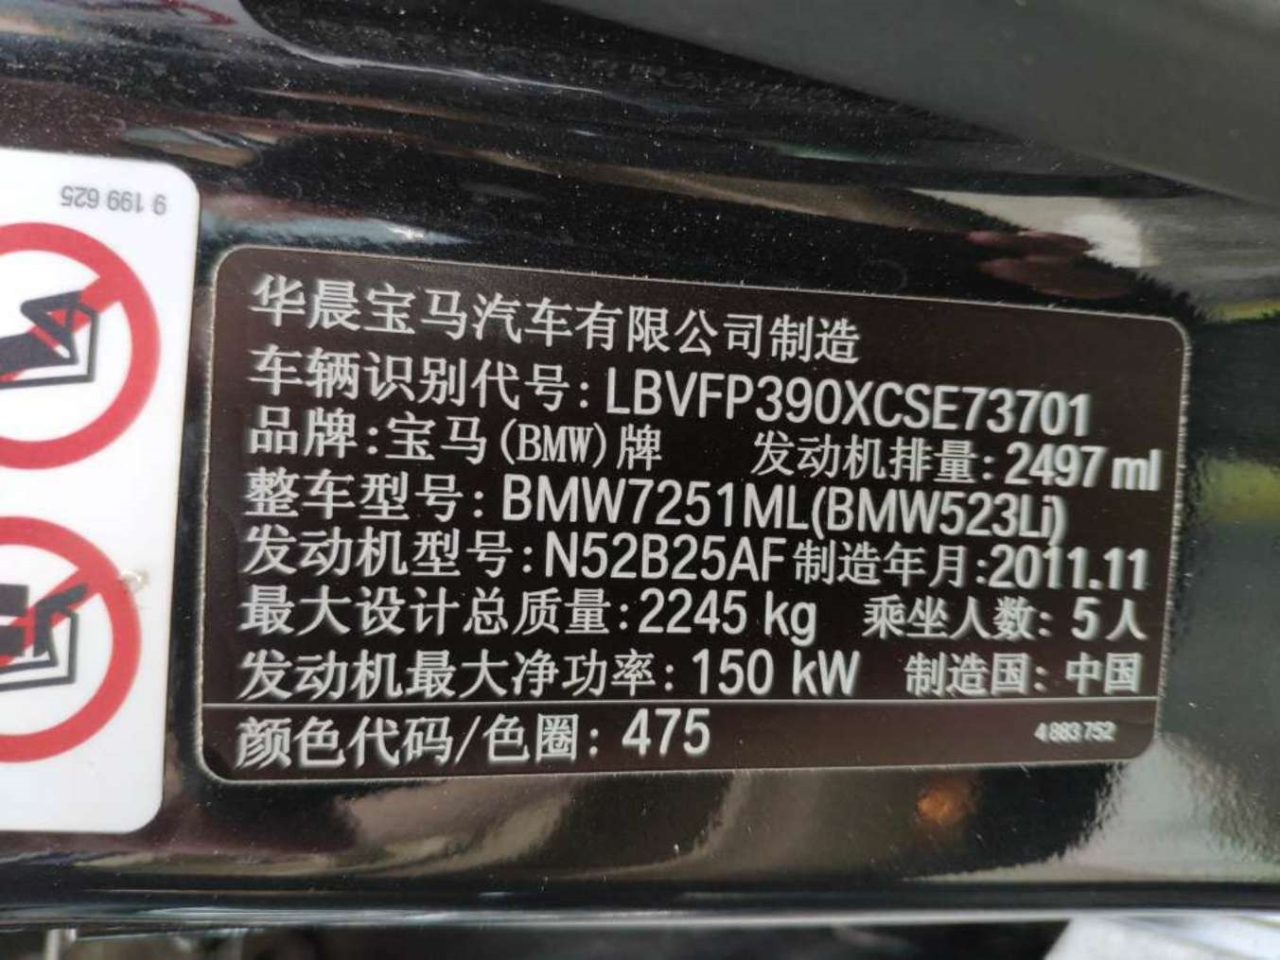 9 199 625
华晨宝马汽车有限公司制造
车辆识别代号: LBVFP390XCSE73701
品牌:宝马(BMW)牌 发动机排量: 2497 ml
整车型号: BMW7251ML(BMW523Li)
发动机型号: N52B25AF 制造年月:2011.11
最大设计总质量:2245 kg 乘坐人数: 5人
发动机最大净功率: 150 kW 制造国: 中国
颜色代码/色圈: 475 4 883 752